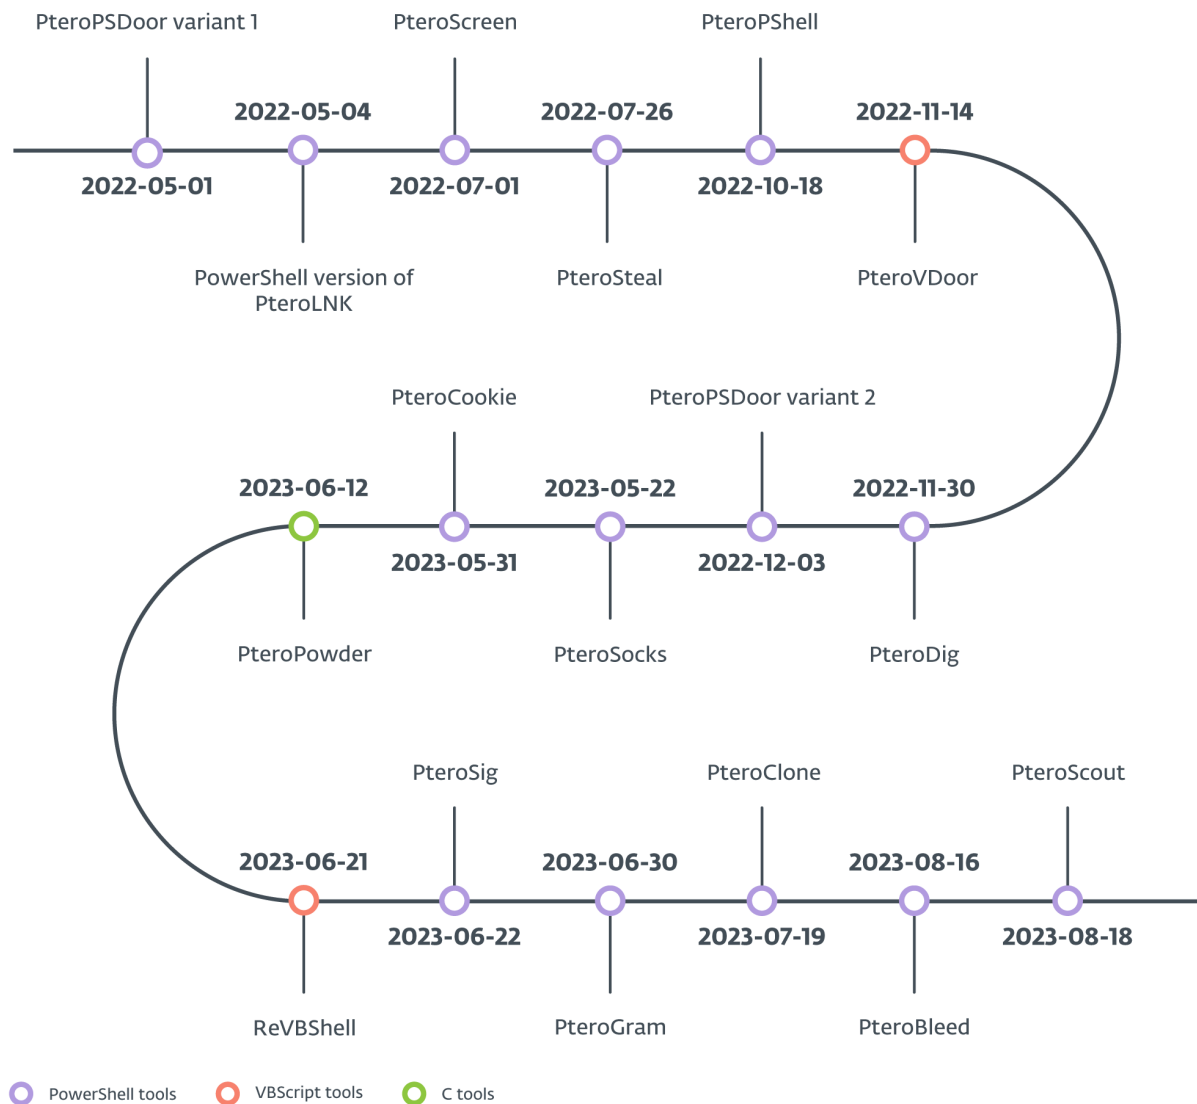 PteroPSDoor variant 1
PteroScreen
PteroPShell
2022-05-04
2022-07-26
2022-11-14
2022-05-01
2022-07-01
2022-10-18
PowerShell version of
PteroLNK
PteroSteal
PteroVDoor
PteroCookie
PteroPSDoor variant 2
2023-06-12
2023-05-22
2022-11-30
2023-05-31
2022-12-03
PteroPowder
PteroSocks
PteroDig
PteroSig
PteroClone
PteroScout
2023-06-21
2023-06-30
2023-08-16
2023-06-22
2023-07-19
2023-08-18
ReVBShell
PteroGram
PteroBleed
PowerShell tools
VBScript tools
C tools